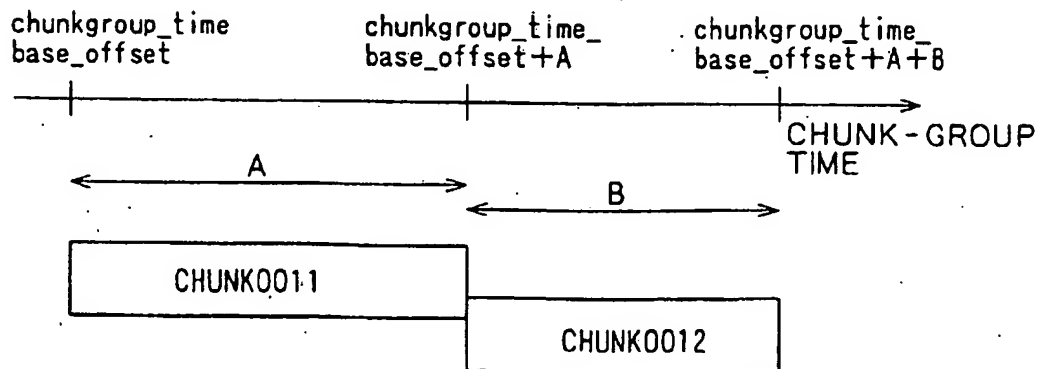 chunkgroup_time
base_offset
chunkgroup_time_
base_offset+A
chunkgroup_time_
base_offset+A+B
CHUNK-GROUP
TIME
A
B
CHUNK0011
CHUNK0012